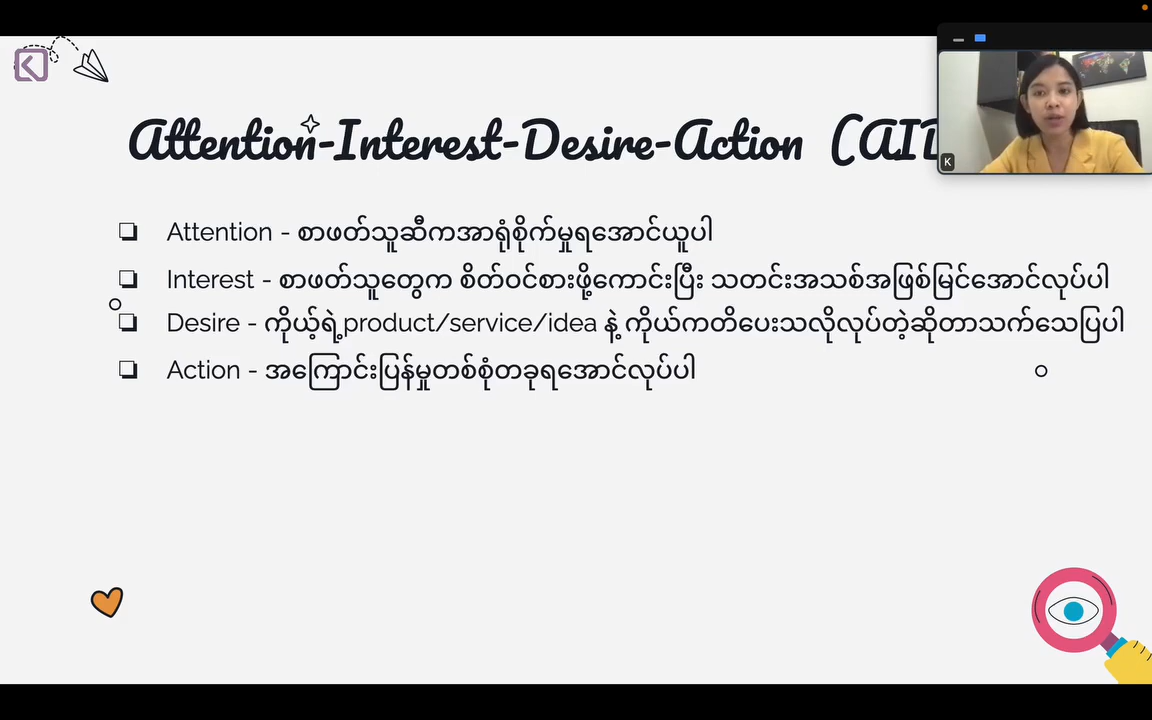 Attention-Interest-Desire-Action (AID
Attention - စာဖတ်သူဆီကအာရုံစိုက်မှုရအောင်ယူပါ
Interest - စာဖတ်သူတွေက စိတ်ဝင်စားဖို့ကောင်းပြီး သတင်းအသစ်အဖြစ်မြင်အောင်လုပ်ပါ
Desire - ကိုယ့်ရဲ့product/service/idea နဲ့ ကိုယ်ကတိပေးသလိုလုပ်တဲ့ဆိုတာသက်သေပြပါ
Action - အကြောင်းပြန်မှုတစ်စုံတခုရအောင်လုပ်ပါ
K